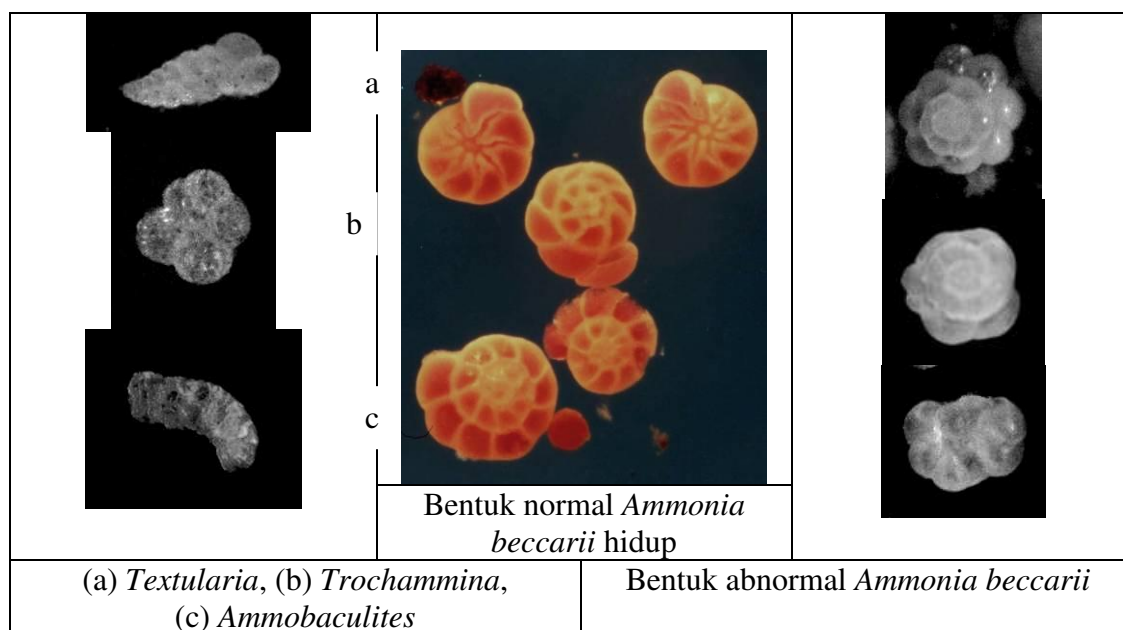 a
b
c
Bentuk normal Ammonia
beccarii hidup
(a) Textularia, (b) Trochammina,
(c) Ammobaculites
Bentuk abnormal Ammonia beccarii